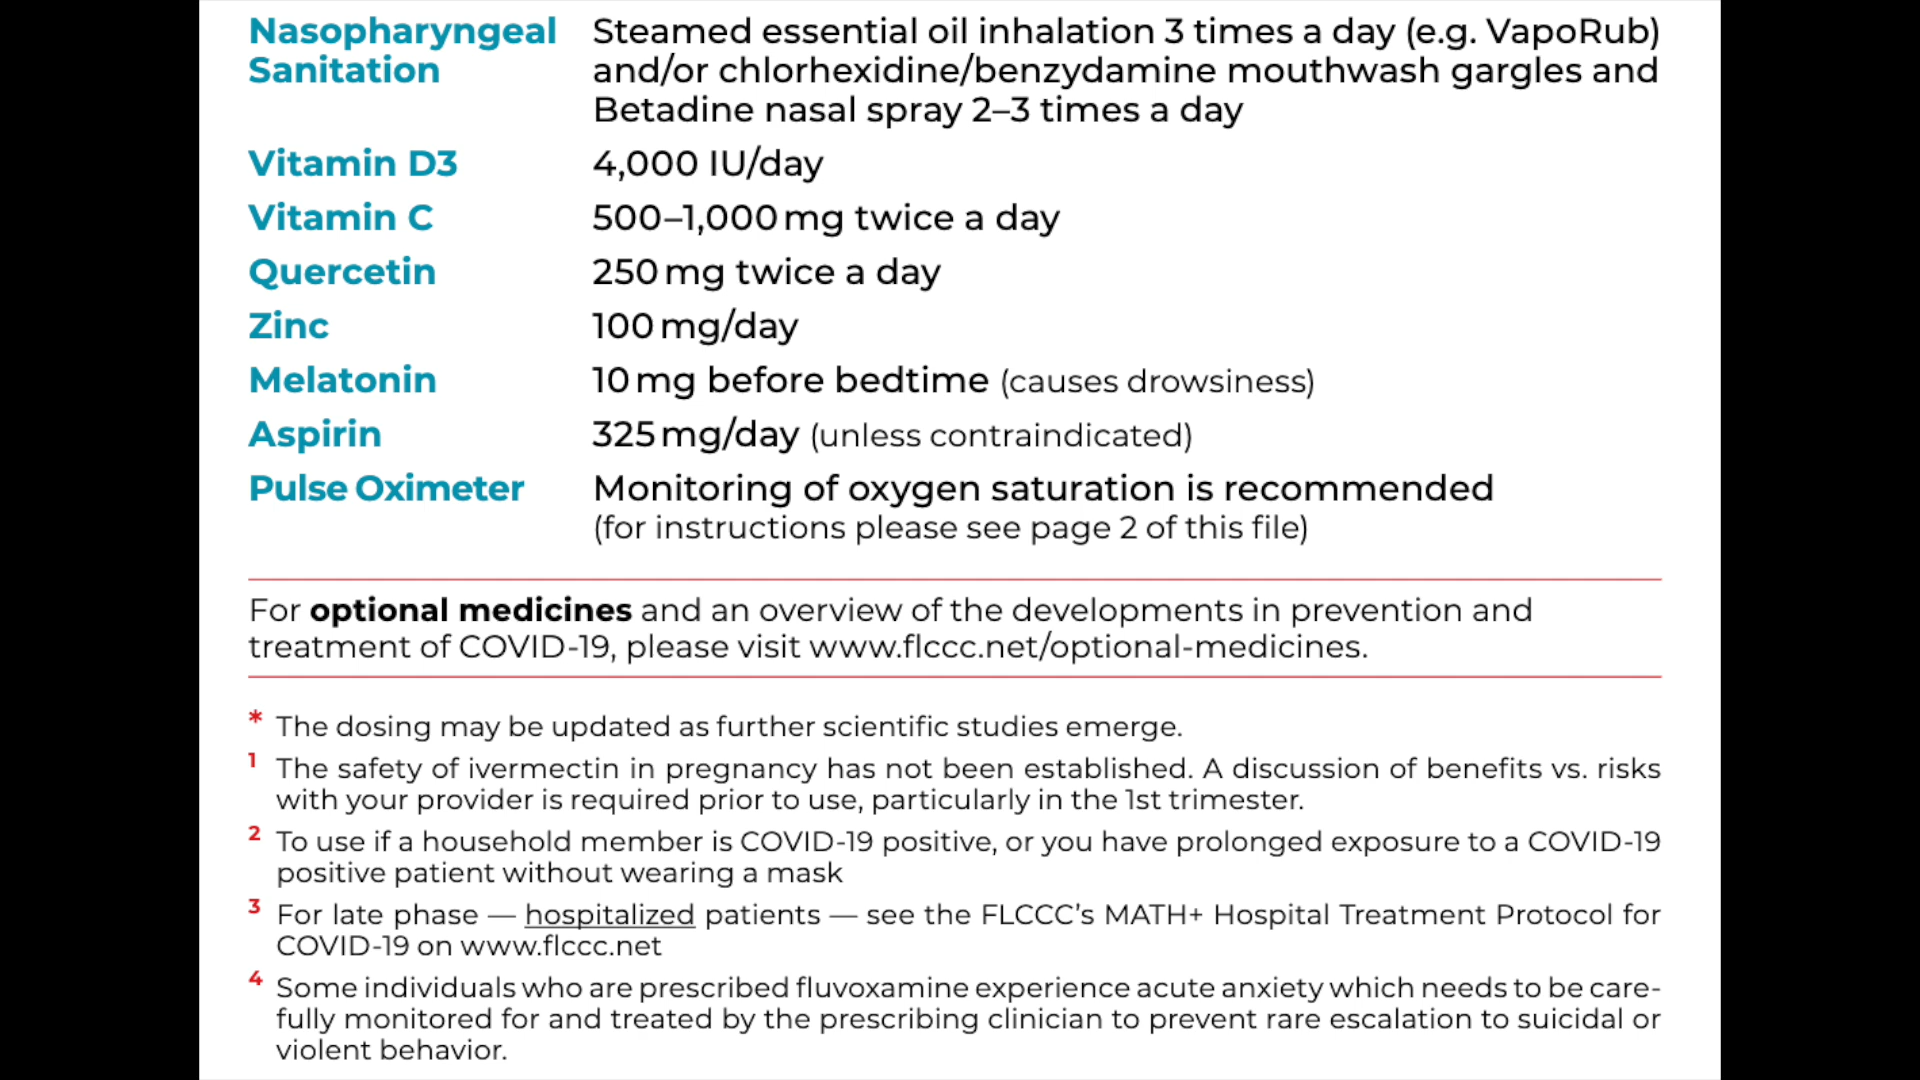 Nasopharyngeal Steamed essential oil inhalation 3 times a day (e.g. VapoRub)
Sanitation and/or chlorhexidine/benzydamine mouthwash gargles and
Betadine nasal spray 2–3 times a day
Vitamin D3 4,000 IU/day
Vitamin C 500–1,000 mg twice a day
Quercetin 250 mg twice a day
Zinc 100 mg/day
Melatonin 10 mg before bedtime (causes drowsiness)
Aspirin 325 mg/day (unless contraindicated)
Pulse Oximeter Monitoring of oxygen saturation is recommended
(for instructions please see page 2 of this file)
For optional medicines and an overview of the developments in prevention and
treatment of COVID-19, please visit www.flccc.net/optional-medicines.
* The dosing may be updated as further scientific studies emerge.
1 The safety of ivermectin in pregnancy has not been established. A discussion of benefits vs. risks
with your provider is required prior to use, particularly in the 1st trimester.
2 To use if a household member is COVID-19 positive, or you have prolonged exposure to a COVID-19
positive patient without wearing a mask
3 For late phase — hospitalized patients — see the FLCCC’s MATH+ Hospital Treatment Protocol for
COVID-19 on www.flccc.net
4 Some individuals who are prescribed fluvoxamine experience acute anxiety which needs to be care-
fully monitored for and treated by the prescribing clinician to prevent rare escalation to suicidal or
violent behavior.